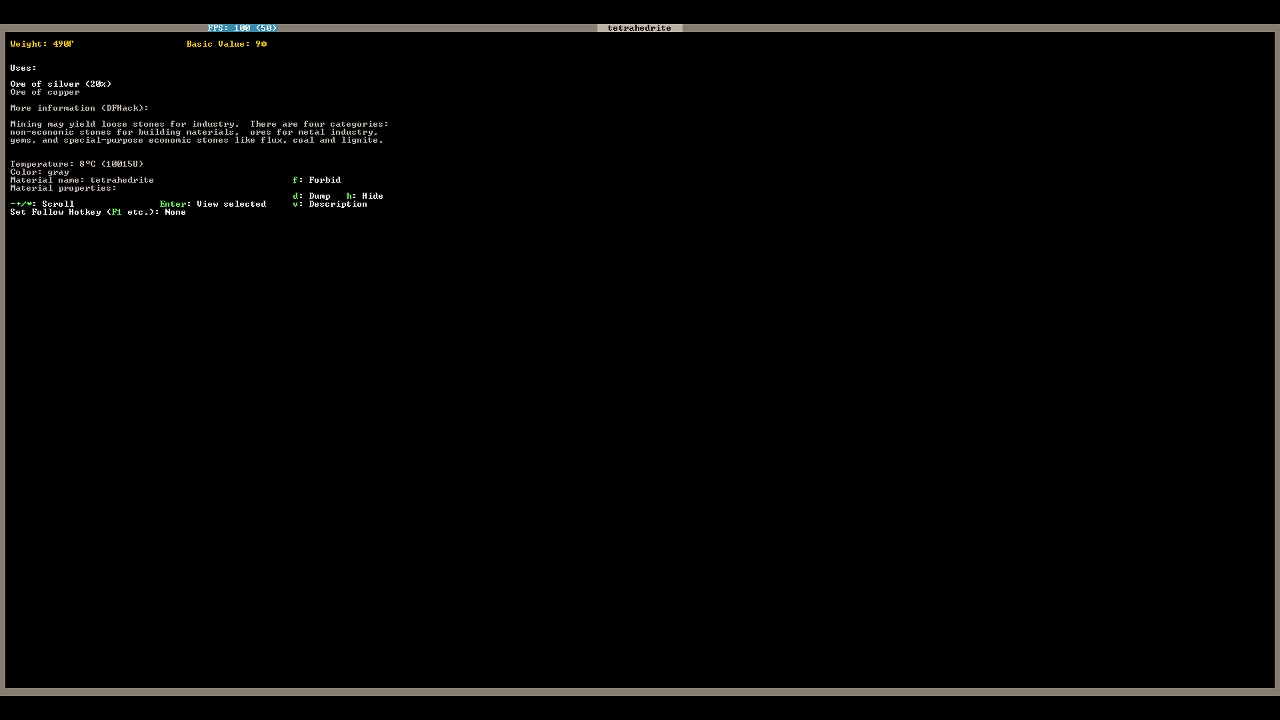 FPS: 100 (50)
tetrahedrite
Weight: 490Γ Basic Value: 9☼
Uses:
Ore of silver (20%)
Ore of copper
More information (DFHack):
Mining may yield loose stones for industry. There are four categories:
non-economic stones for building materials, ores for metal industry,
gems, and special-purpose economic stones like flux, coal and lignite.
Temperature: 8°C (10015U)
Color: gray
Material name: tetrahedrite f: Forbid
Material properties:
d: Dump h: Hide
-+/*: Scroll Enter: View selected v: Description
Set Follow Hotkey (F1 etc.): None